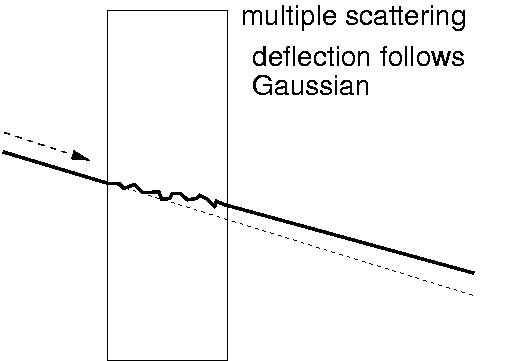 multiple scattering
deflection follows
Gaussian